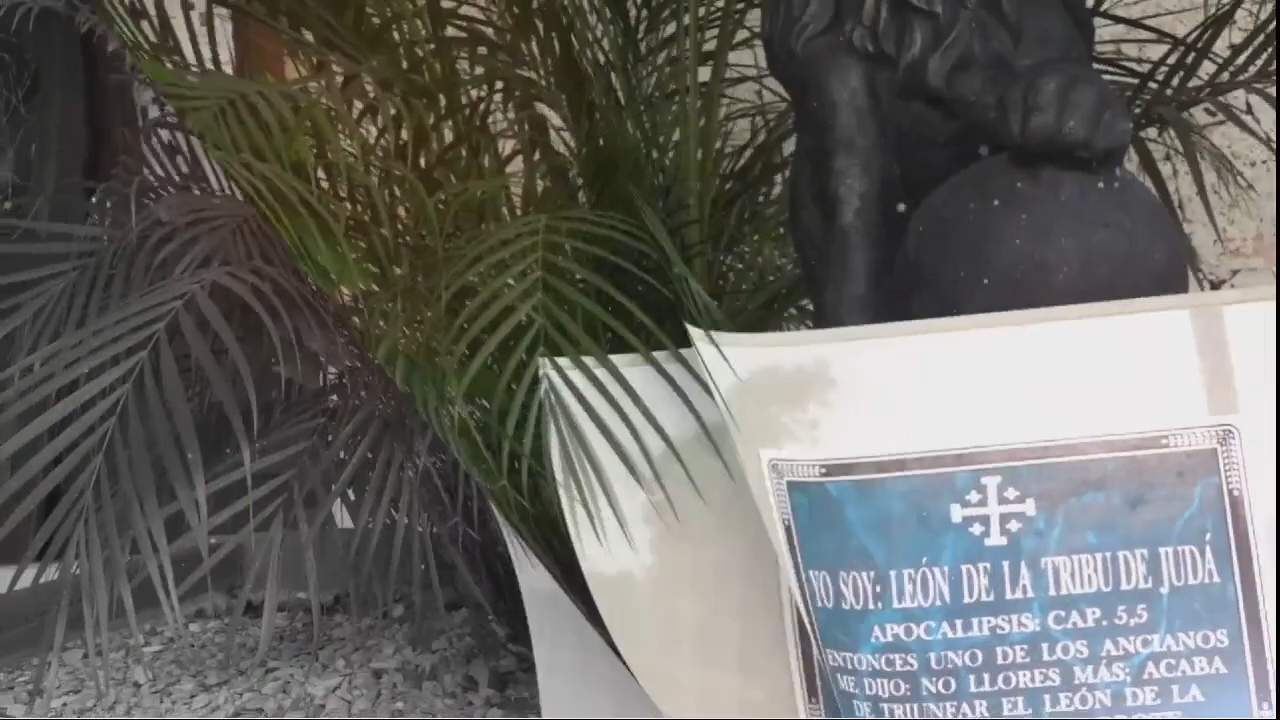 YO SOY: LEÓN DE LA TRIBU DE JUDÁ
APOCALIPSIS: CAP. 5,5
ENTONCES UNO DE LOS ANCIANOS
ME DIJO: NO LLORES MÁS; ACABA
DE TRIUNFAR EL LEÓN DE LA